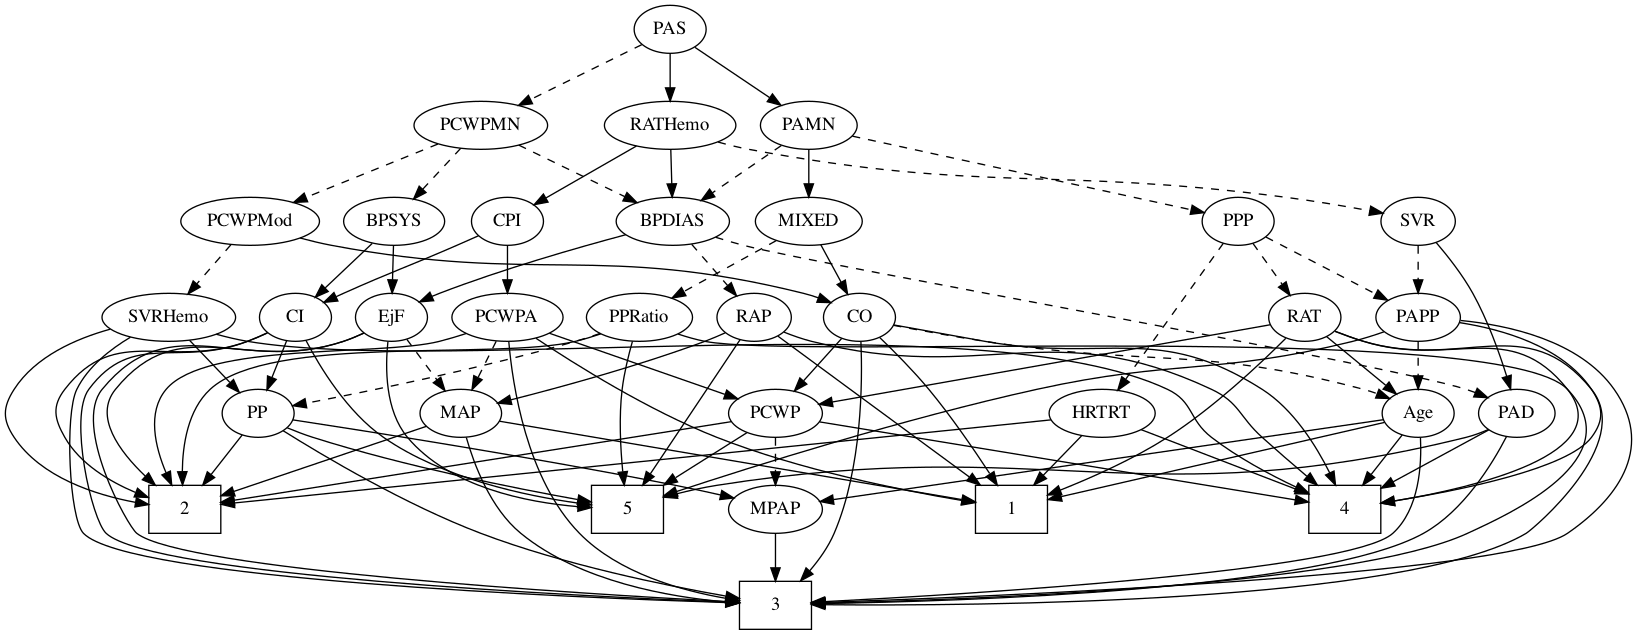 PAS
PCWPMN
RATHemo
PAMN
PCWPMod
BPSYS
CPI
BPDIAS
MIXED
PPP
SVR
SVRHemo
CI
EjF
PCWPA
PPRatio
RAP
CO
RAT
PAPP
PP
MAP
PCWP
HRTRT
Age
PAD
2
5
MPAP
1
4
3